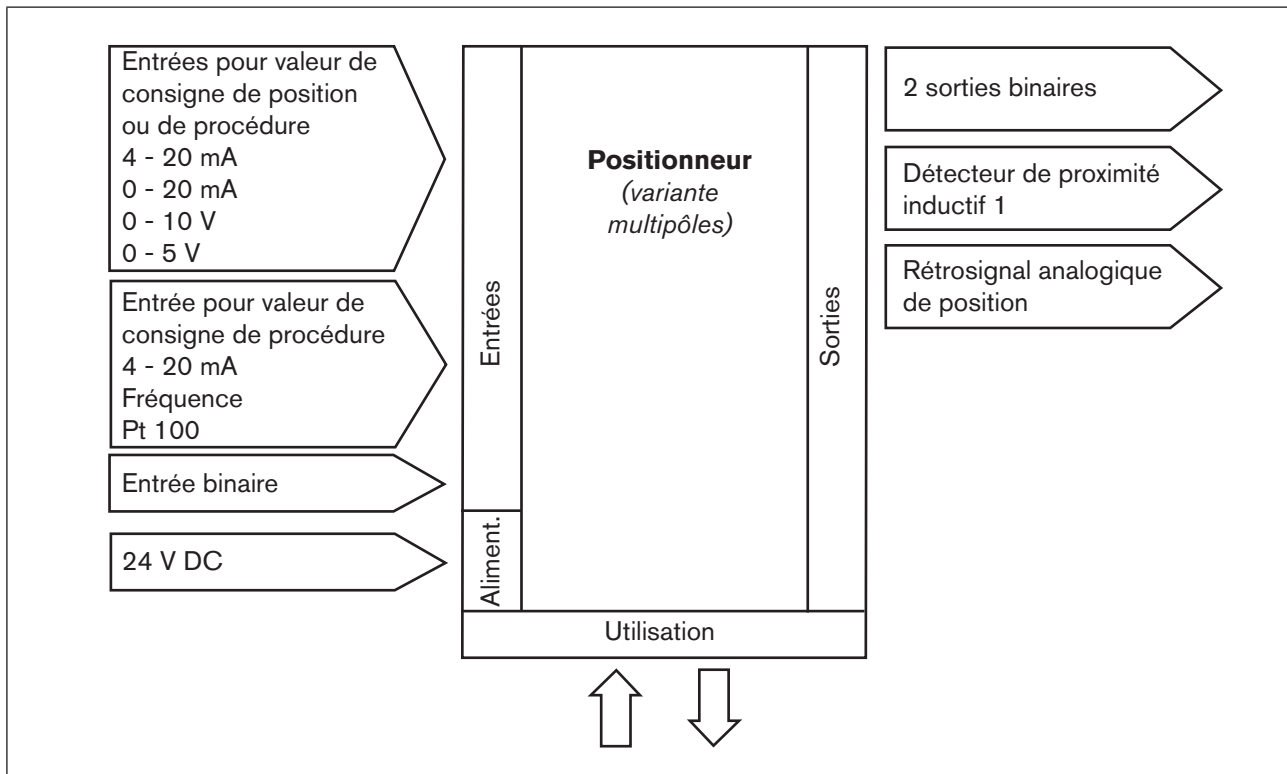 Entrées pour valeur de
consigne de position
ou de procédure
4 - 20 mA
0 - 20 mA
0 - 10 V
0 - 5 V
Entrée pour valeur de
consigne de procédure
4 - 20 mA
Fréquence
Pt 100
Entrée binaire
24 V DC
Entrées
Aliment.
Positionneur
(variante
multipôles)
Utilisation
Sorties
2 sorties binaires
Détecteur de proximité
inductif 1
Rétrosignal analogique
de position